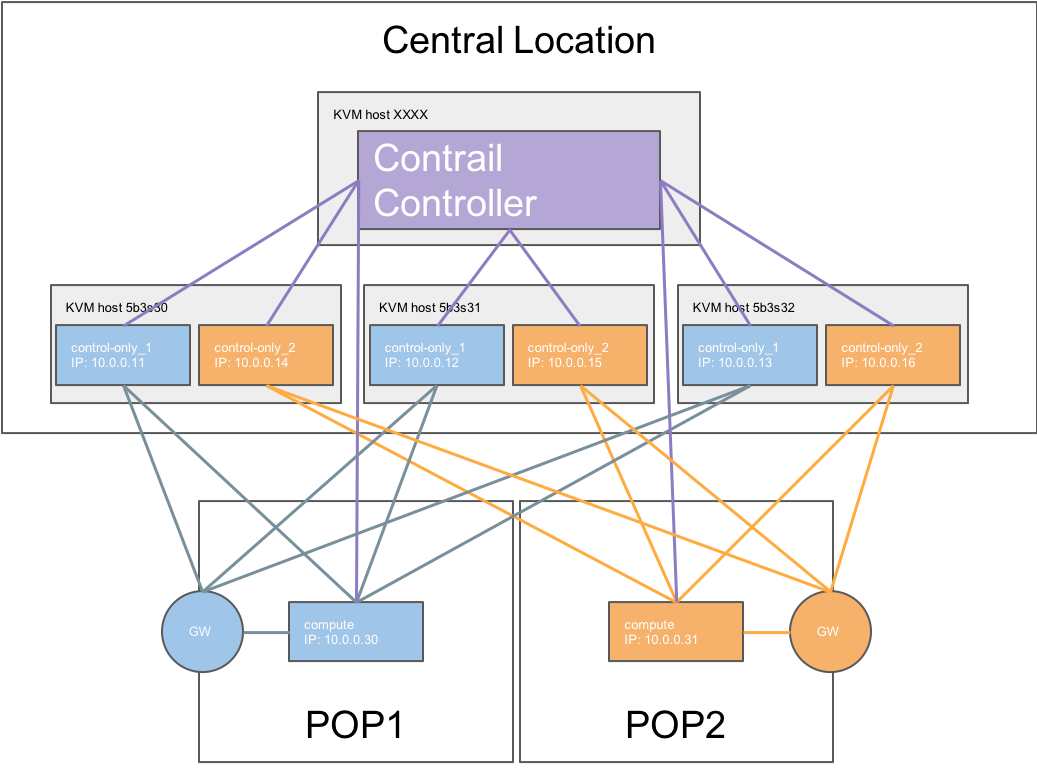 Central Location
KVM host XXXX
Contrail
Controller
KVM host 5b3s30
KVM host 5b3s31
KVM host 5b3s32
control-only_1
IP: 10.0.0.11
control-only_2
IP: 10.0.0.14
control-only_1
IP: 10.0.0.12
control-only_2
IP: 10.0.0.15
control-only_1
IP: 10.0.0.13
control-only_2
IP: 10.0.0.16
GW
compute
IP: 10.0.0.30
compute
IP: 10.0.0.31
GW
POP1
POP2